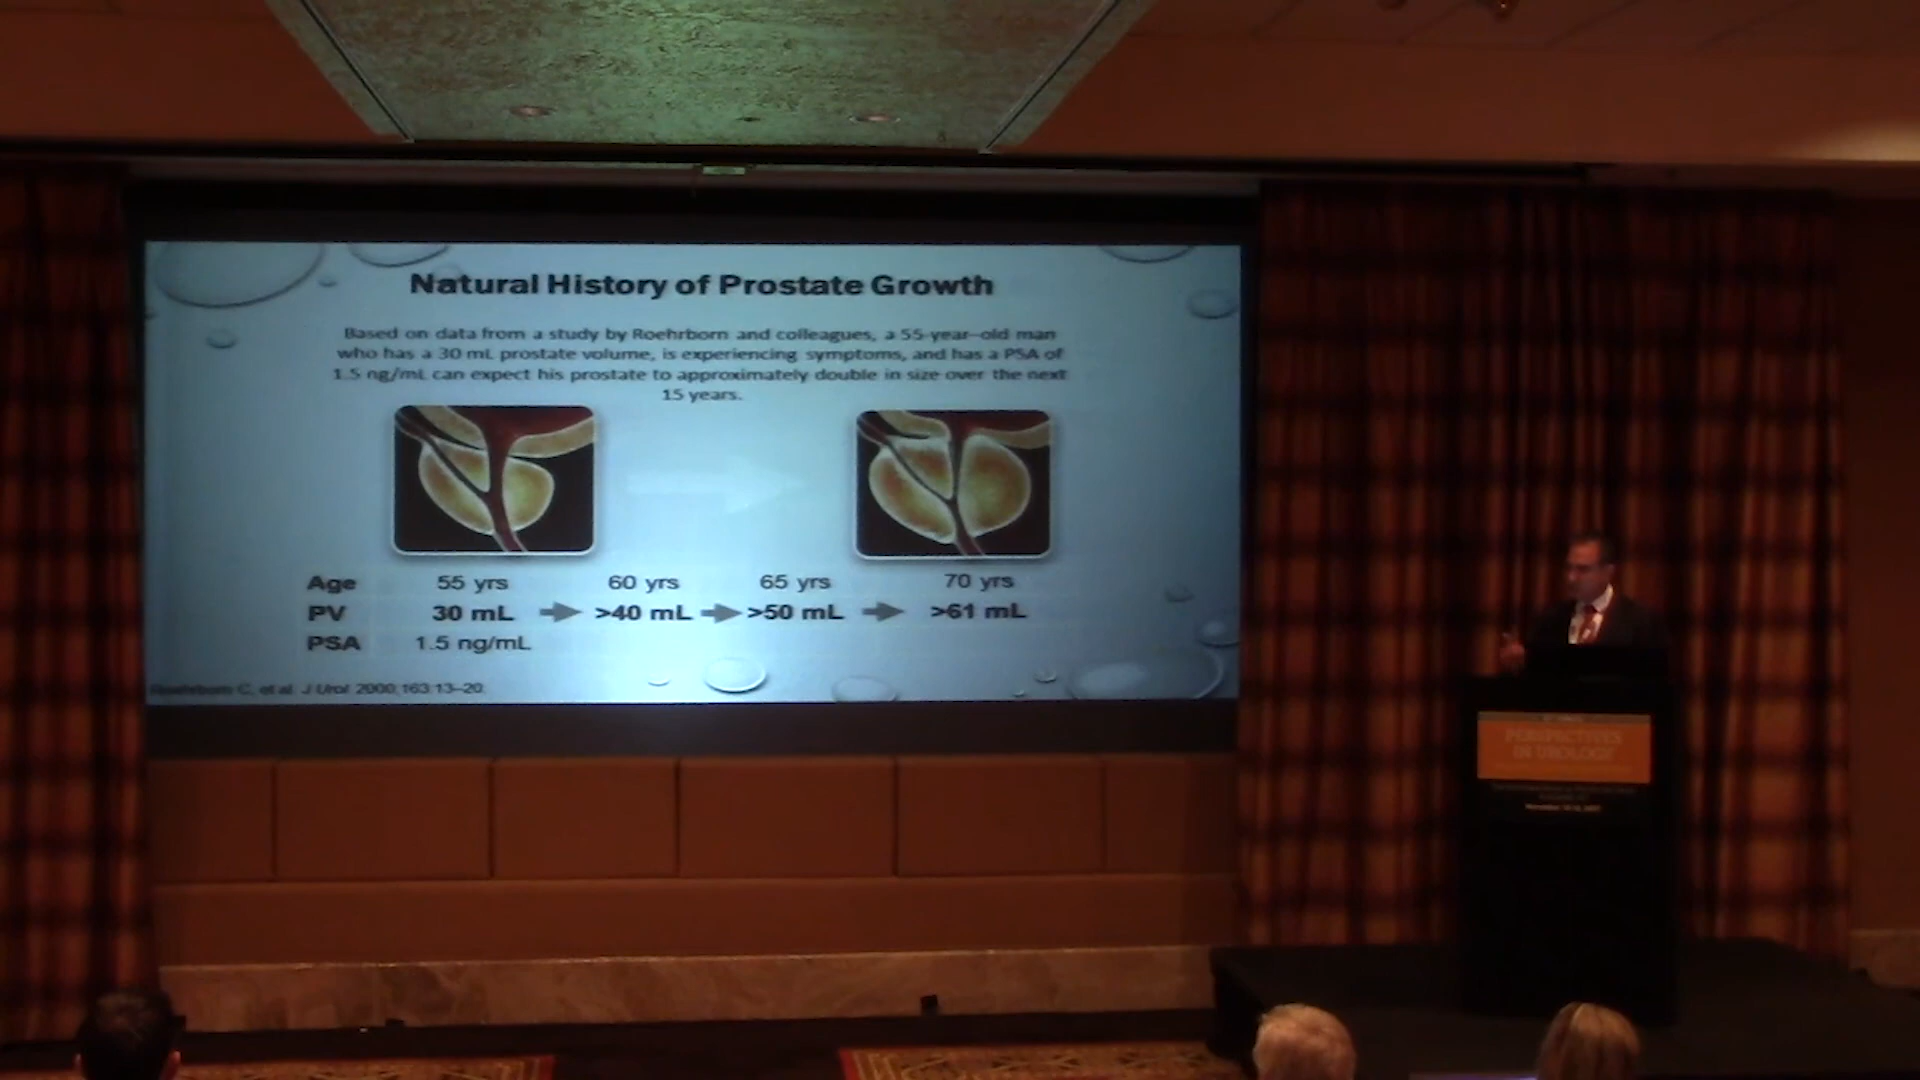 Natural History of Prostate Growth
Based on data from a study by Roehrborn and colleagues, a 55-year-old man
who has a 30 mL prostate volume, is experiencing symptoms, and has a PSA of
1.5 ng/mL can expect his prostate to approximately double in size over the next
15 years.
Age 55 yrs 60 yrs 65 yrs 70 yrs
PV 30 mL >40 mL >50 mL >61 mL
PSA 1.5 ng/mL
Roehrborn C, et al. J Urol. 2000;163:13–20.
PERSPECTIVES
IN UROLOGY